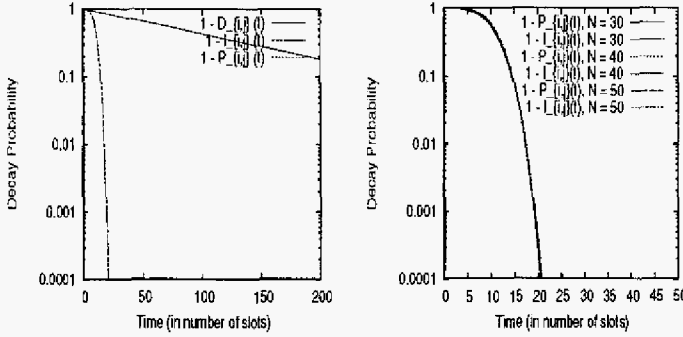 1 - D_{i,j} (l)
1 - I_{i,j} (l)
1 - P_{i,j} (l)
1
0.1
0.01
0.001
0.0001
Decay Probability
0 50 100 150 200
Time (in number of slots)
1 - P_{i,j}(l), N = 30
1 - I_{i,j}(l), N = 30
1 - P_{i,j}(l), N = 40
1 - I_{i,j}(l), N = 40
1 - P_{i,j}(l), N = 50
1 - I_{i,j}(l), N = 50
1
0.1
0.01
0.001
0.0001
Decay Probability
0 5 10 15 20 25 30 35 40 45 50
Time (in number of slots)